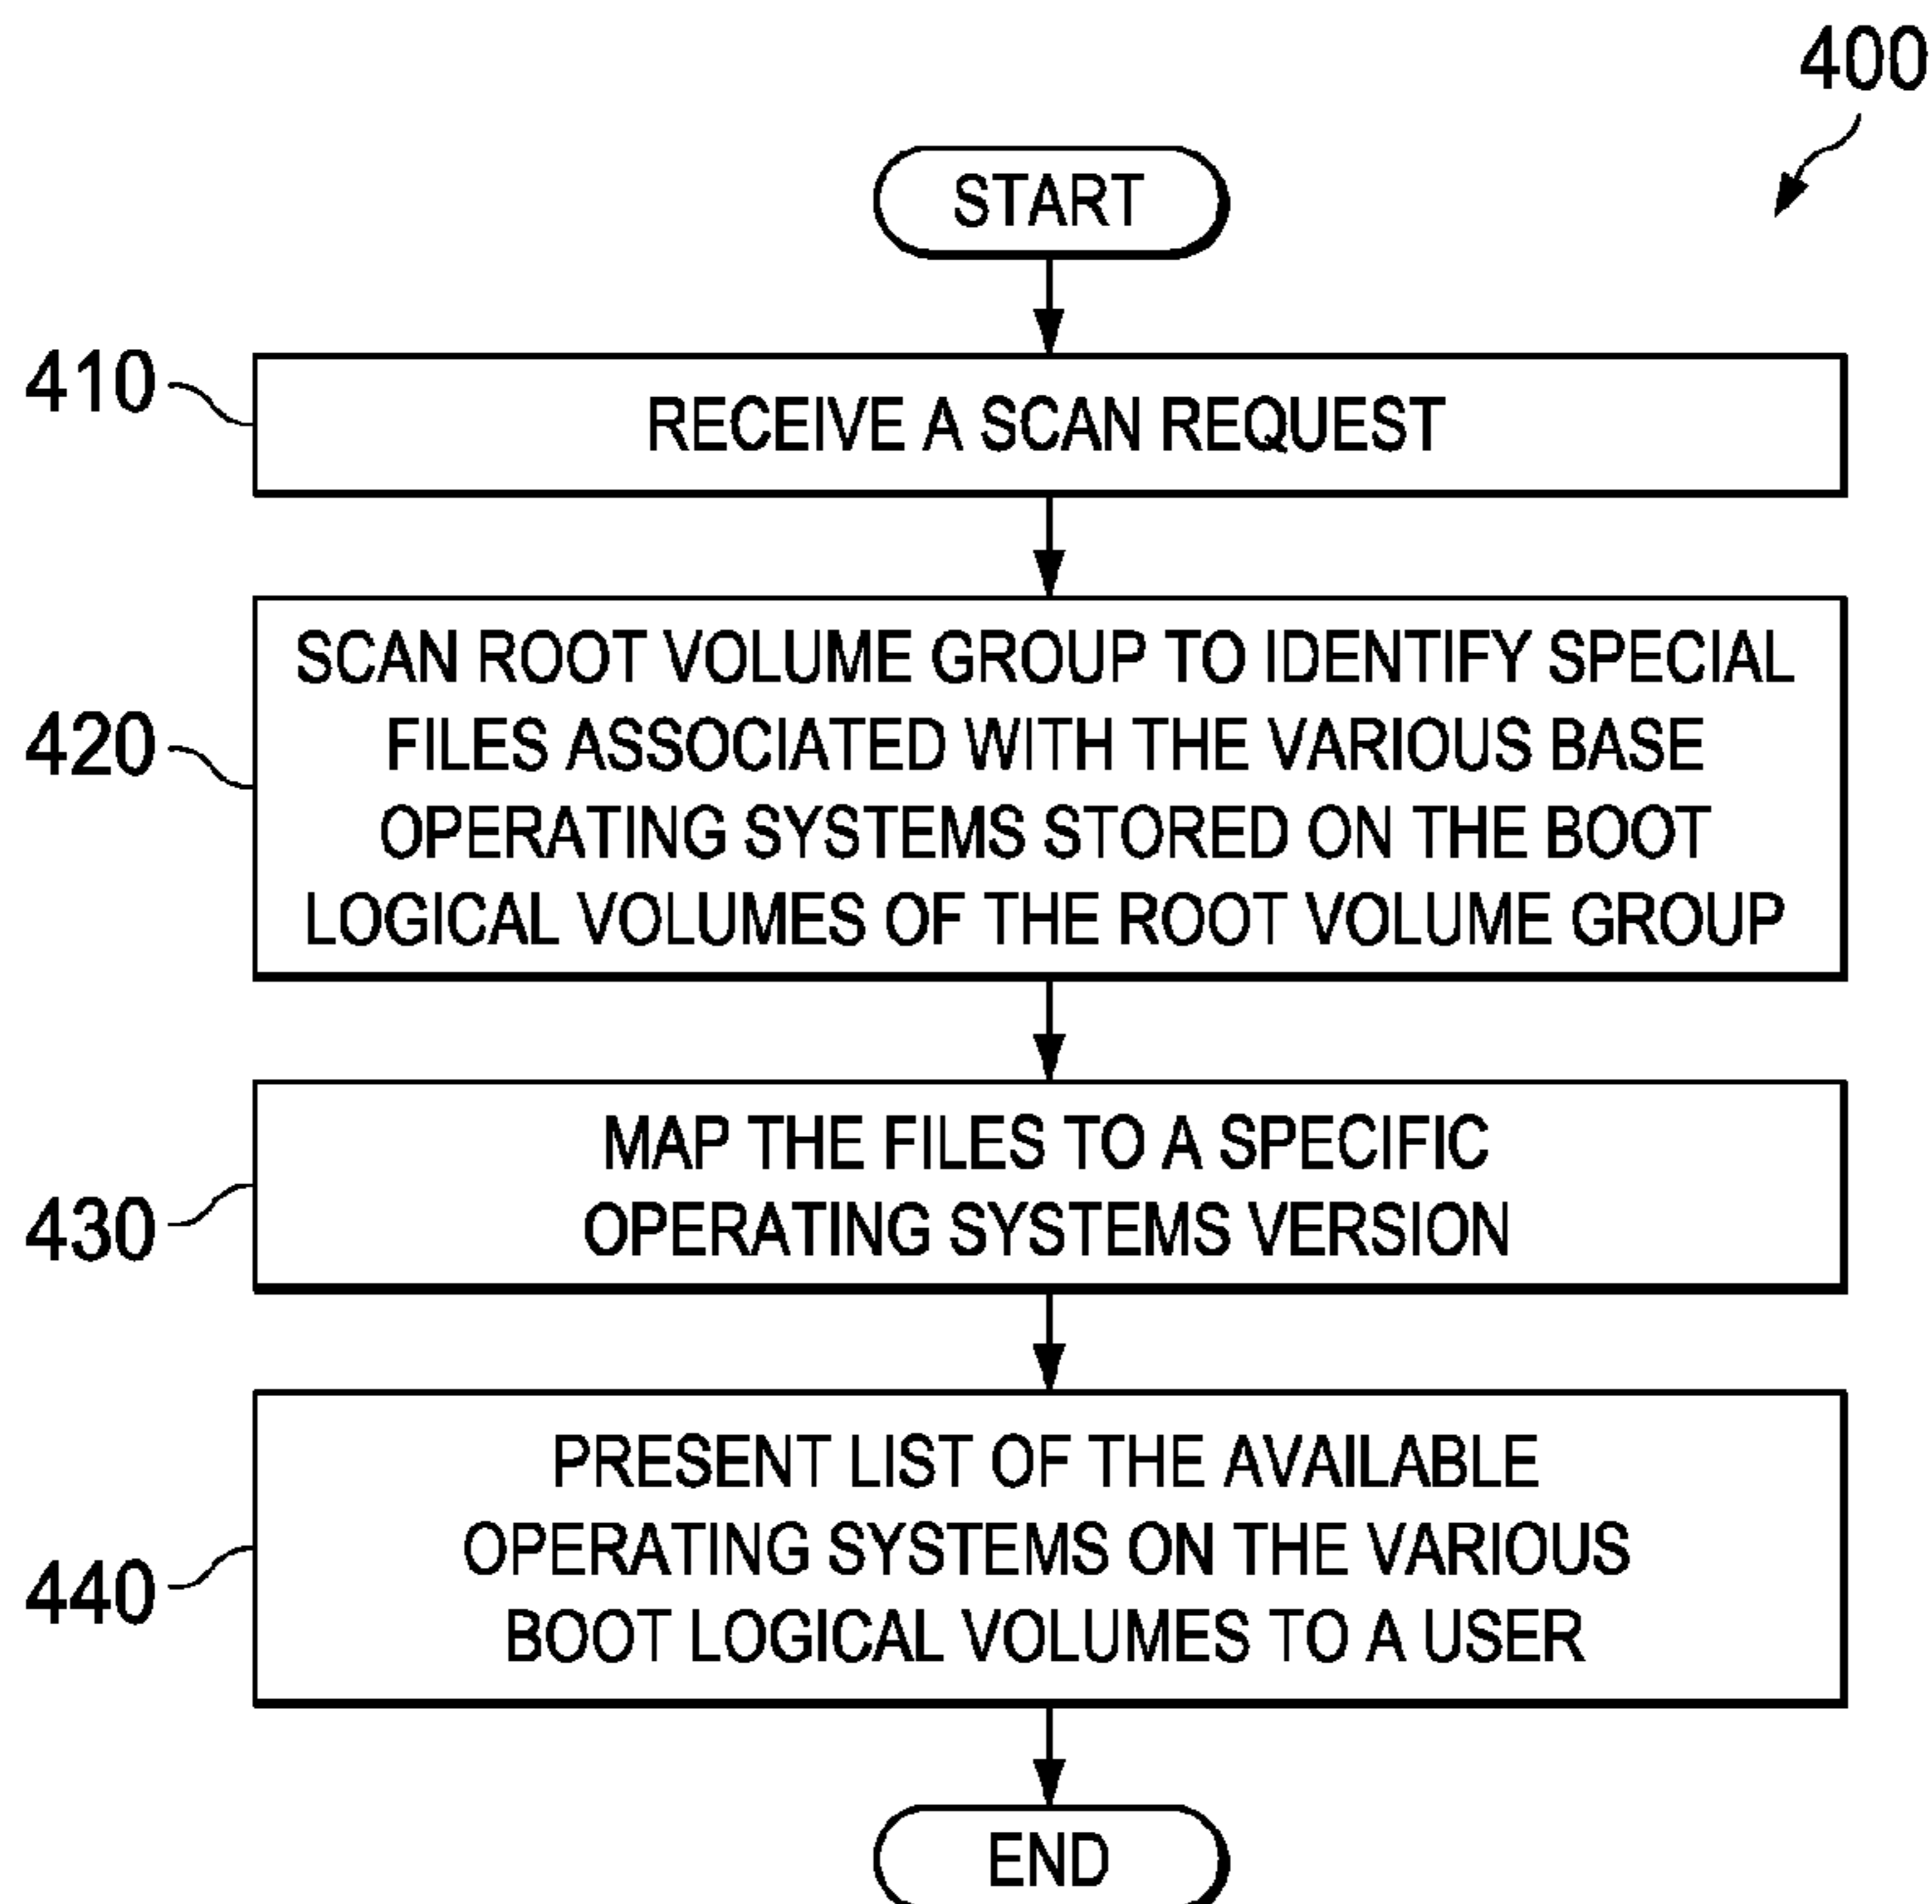 400
START
410
RECEIVE A SCAN REQUEST
420
SCAN ROOT VOLUME GROUP TO IDENTIFY SPECIAL
FILES ASSOCIATED WITH THE VARIOUS BASE
OPERATING SYSTEMS STORED ON THE BOOT
LOGICAL VOLUMES OF THE ROOT VOLUME GROUP
430
MAP THE FILES TO A SPECIFIC
OPERATING SYSTEMS VERSION
440
PRESENT LIST OF THE AVAILABLE
OPERATING SYSTEMS ON THE VARIOUS
BOOT LOGICAL VOLUMES TO A USER
END